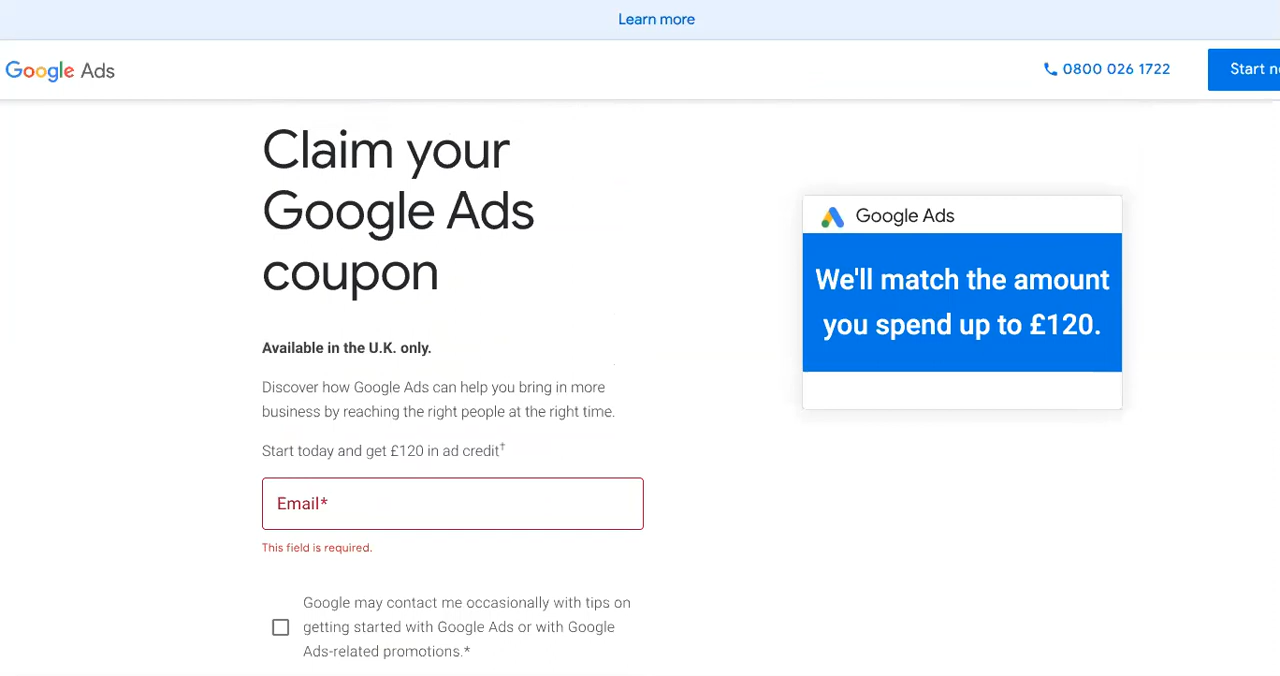 Learn more
Google Ads
0800 026 1722
Start n
Claim your
Google Ads
coupon
Available in the U.K. only.
Discover how Google Ads can help you bring in more
business by reaching the right people at the right time.
Start today and get £120 in ad credit†
Email*
This field is required.
Google may contact me occasionally with tips on
getting started with Google Ads or with Google
Ads-related promotions.*
Google Ads
We'll match the amount
you spend up to £120.